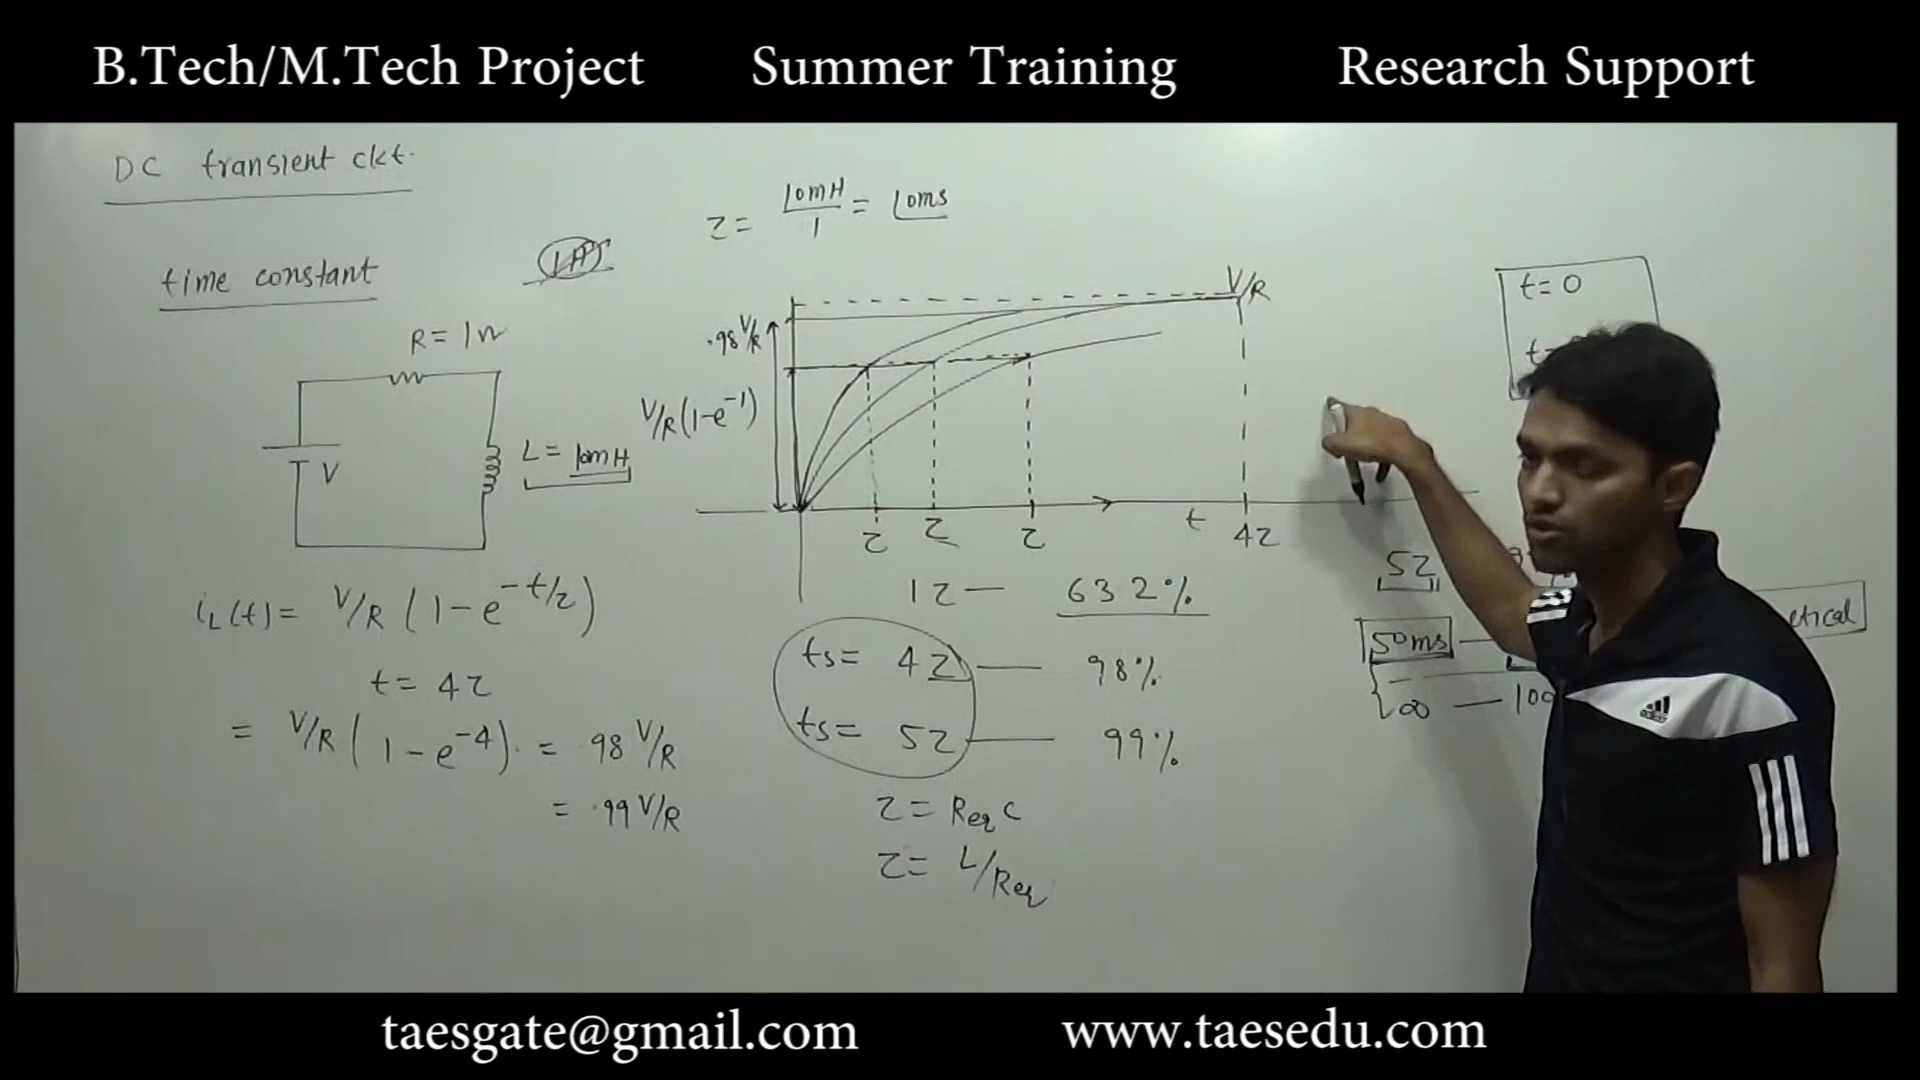 B.Tech/M.Tech Project Summer Training Research Support
DC transient ckt.
time constant
R = 1Ω
V
L = 10mH
iL(t) = V/R (1 - e^-t/τ)
t = 4τ
= V/R (1 - e^-4) = .98 V/R
= .99 V/R
τ = 10mH/1 = 10ms
V/R
.98 V/R
V/R (1-e^-1)
τ τ τ t 4τ
1τ — 63.2%
ts = 4τ — 98%
ts = 5τ — 99%
τ = Req C
τ = L/Req
t = 0
5τ
50ms —
∞ — 100
etical
taesgate@gmail.com www.taesedu.com